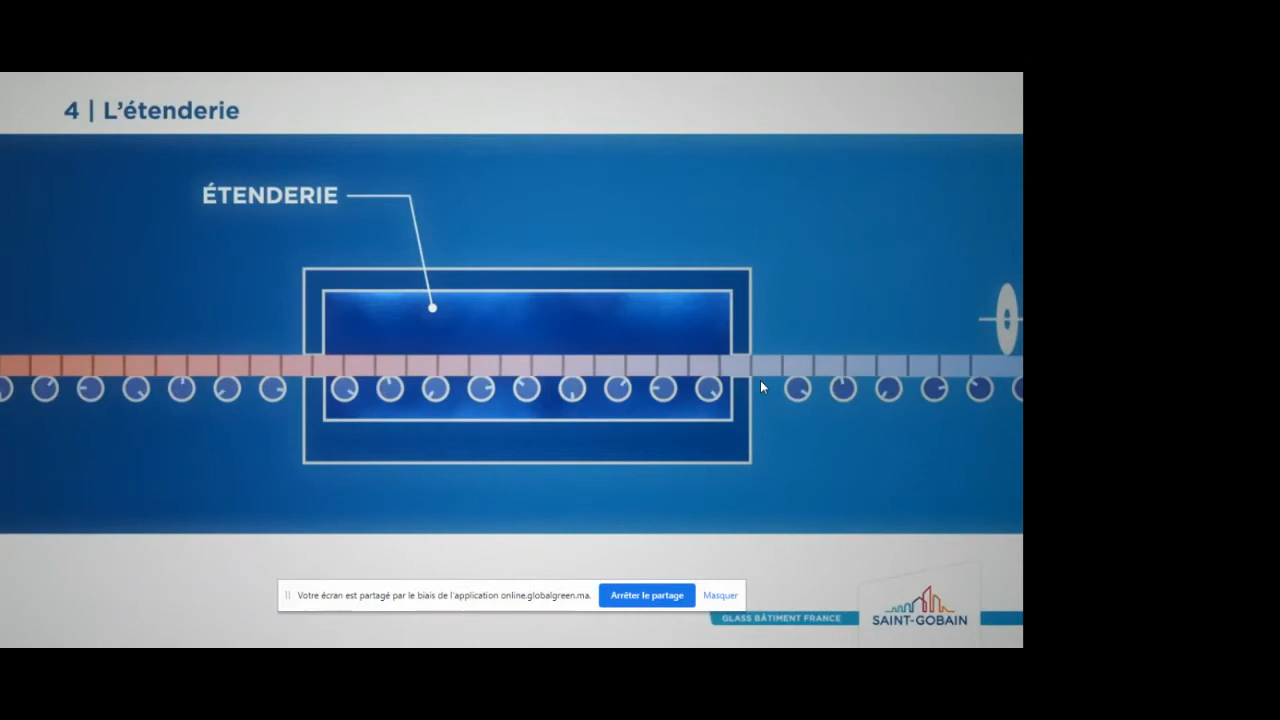 4 | L'étenderie
ÉTENDERIE
Votre écran est partagé par le biais de l'application online.globalgreen.ma.
Arrêter le partage
Masquer
GLASS BÂTIMENT FRANCE
SAINT-GOBAIN